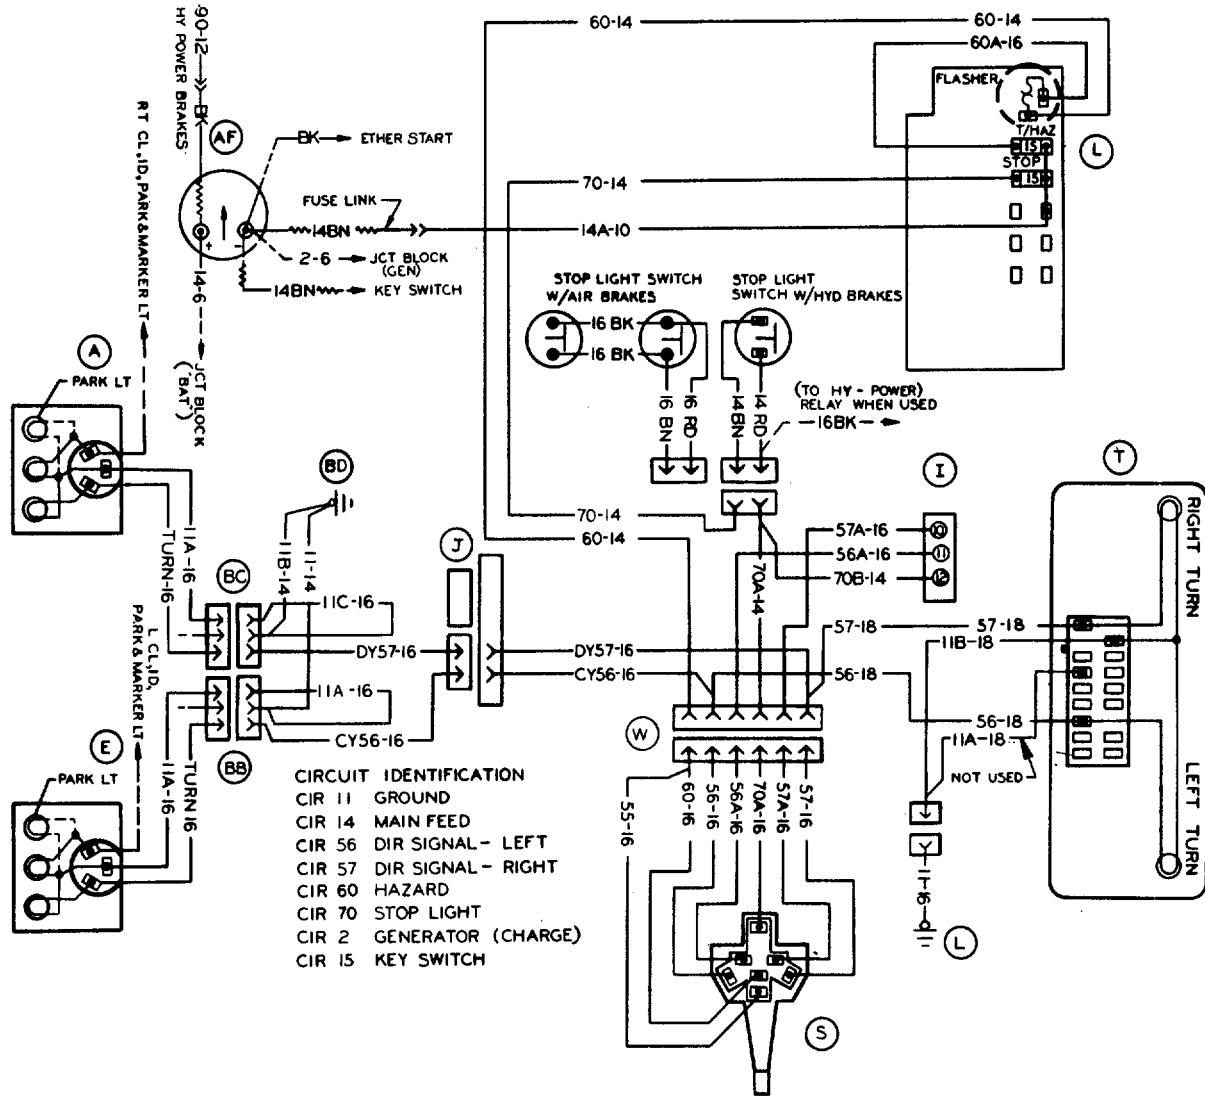 90-12
HY POWER BRAKES
BK
AF
BK
ETHER START
60-14
60-14
60A-16
FLASHER
T/HAZ
15
STOP
15
L
RT CL,ID,PARK&MARKER LT
FUSE LINK
70-14
14BN
14A-10
+
-
2-6
JCT BLOCK
(GEN)
14BN
KEY SWITCH
14-6
JCT BLOCK
("BAT")
STOP LIGHT SWITCH
W/AIR BRAKES
STOP LIGHT
SWITCH W/HYD BRAKES
16 BK
16 BK
16 BN
16 RD
14BN
14 RD
(TO HY - POWER)
RELAY WHEN USED
16BK
A
PARK LT
BD
J
I
T
70-14
60-14
70A-14
57A-16
56A-16
70B-14
10
11
12
11A-16
TURN-16
11B-14
11-14
BC
11C-16
DY57-16
DY57-16
CY56-16
57-18
57-18
11B-18
56-18
56-18
11A-18
NOT USED
RIGHT TURN
LEFT TURN
L CL,ID,
PARK& MARKER LT
11A-16
CY56-16
W
E
BB
PARK LT
11A-16
TURN 16
CIRCUIT IDENTIFICATION
CIR 11 GROUND
CIR 14 MAIN FEED
CIR 56 DIR SIGNAL- LEFT
CIR 57 DIR SIGNAL- RIGHT
CIR 60 HAZARD
CIR 70 STOP LIGHT
CIR 2 GENERATOR (CHARGE)
CIR 15 KEY SWITCH
55-16
60-16
56-16
56A-16
70A-16
57A-16
57-16
11-16
L
S